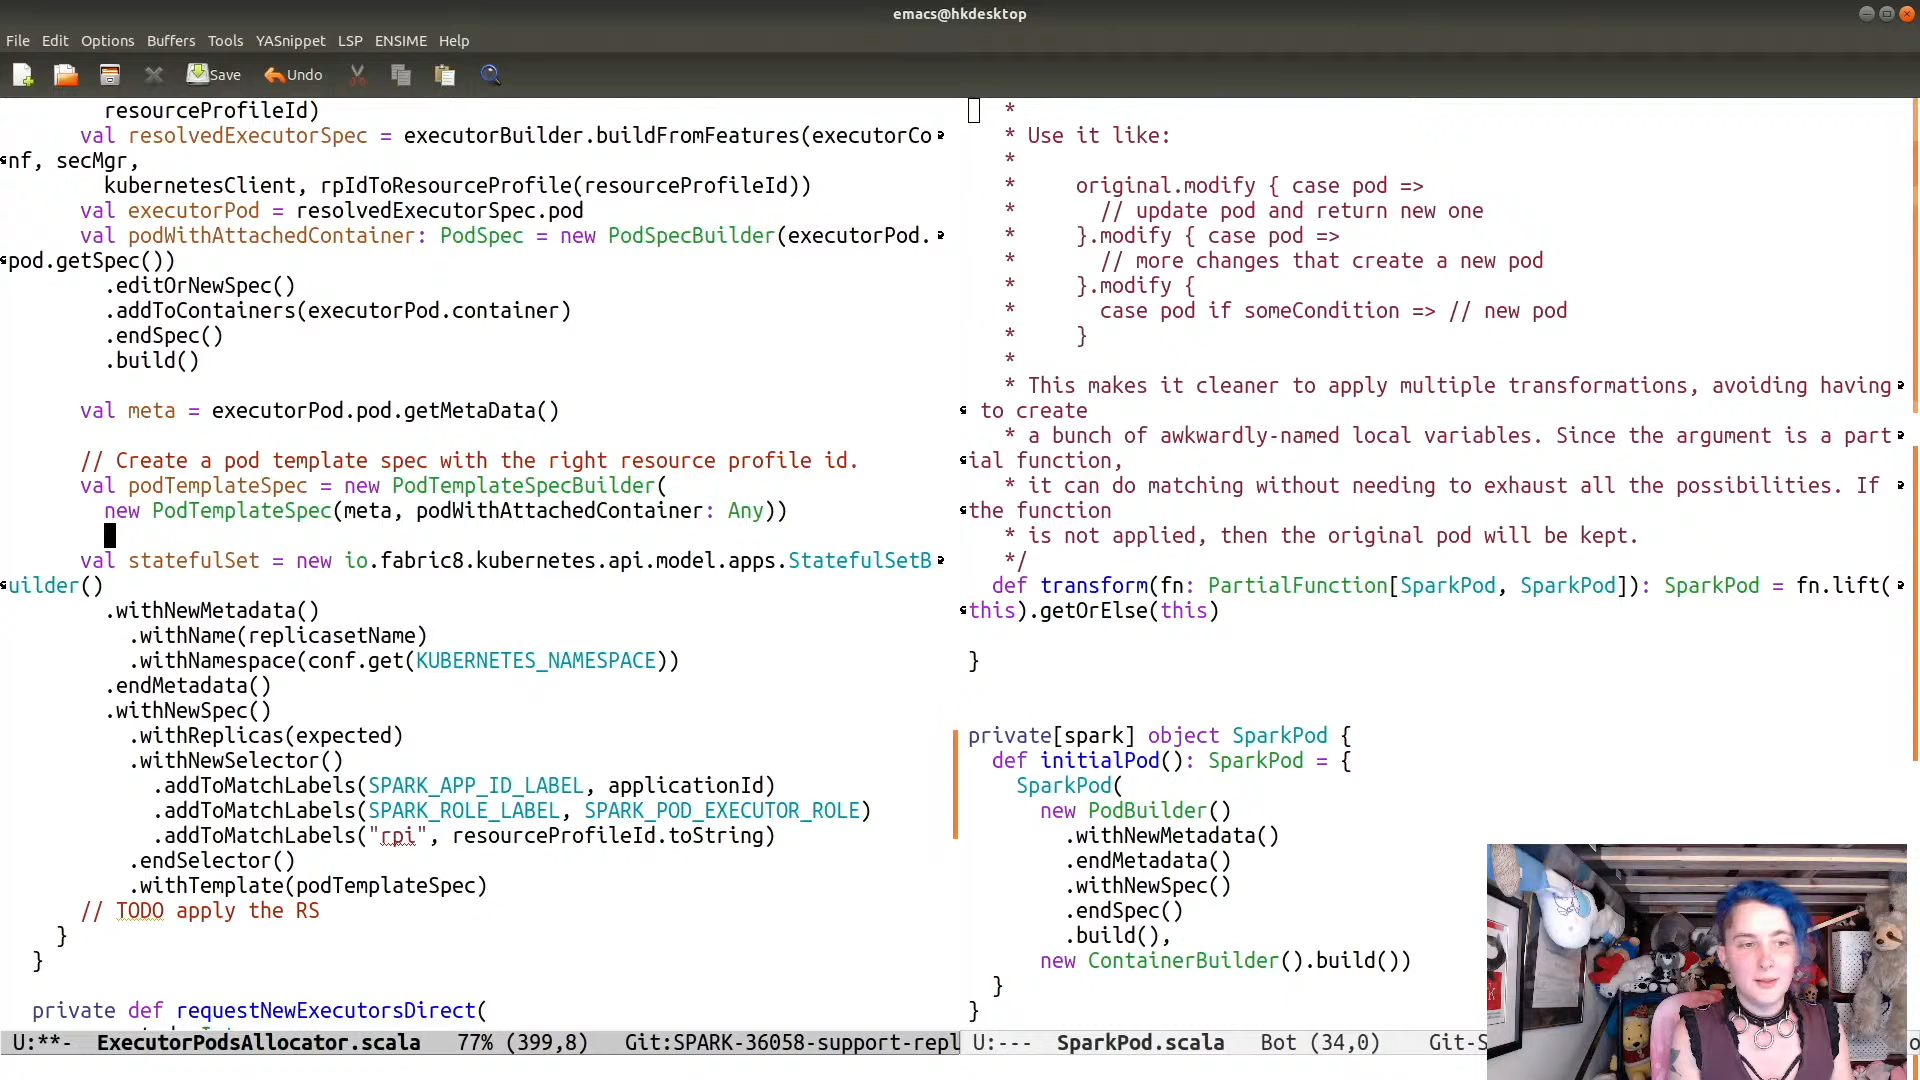 emacs@hkdesktop
File Edit Options Buffers Tools YASnippet LSP ENSIME Help
Save Undo
resourceProfileId)
val resolvedExecutorSpec = executorBuilder.buildFromFeatures(executorCo
nf, secMgr,
kubernetesClient, rpIdToResourceProfile(resourceProfileId))
val executorPod = resolvedExecutorSpec.pod
val podWithAttachedContainer: PodSpec = new PodSpecBuilder(executorPod.
pod.getSpec())
.editOrNewSpec()
.addToContainers(executorPod.container)
.endSpec()
.build()
val meta = executorPod.pod.getMetaData()
// Create a pod template spec with the right resource profile id.
val podTemplateSpec = new PodTemplateSpecBuilder(
new PodTemplateSpec(meta, podWithAttachedContainer: Any))
val statefulSet = new io.fabric8.kubernetes.api.model.apps.StatefulSetB
uilder()
.withNewMetadata()
.withName(replicasetName)
.withNamespace(conf.get(KUBERNETES_NAMESPACE))
.endMetadata()
.withNewSpec()
.withReplicas(expected)
.withNewSelector()
.addToMatchLabels(SPARK_APP_ID_LABEL, applicationId)
.addToMatchLabels(SPARK_ROLE_LABEL, SPARK_POD_EXECUTOR_ROLE)
.addToMatchLabels("rpi", resourceProfileId.toString)
.endSelector()
.withTemplate(podTemplateSpec)
// TODO apply the RS
}
}
private def requestNewExecutorsDirect(
U:**- ExecutorPodsAllocator.scala 77% (399,8) Git:SPARK-36058-support-repl
*
* Use it like:
*
* original.modify { case pod =>
* // update pod and return new one
* }.modify { case pod =>
* // more changes that create a new pod
* }.modify {
* case pod if someCondition => // new pod
* }
*
* This makes it cleaner to apply multiple transformations, avoiding having
to create
* a bunch of awkwardly-named local variables. Since the argument is a part
ial function,
* it can do matching without needing to exhaust all the possibilities. If
the function
* is not applied, then the original pod will be kept.
*/
def transform(fn: PartialFunction[SparkPod, SparkPod]): SparkPod = fn.lift(
this).getOrElse(this)
}
private[spark] object SparkPod {
def initialPod(): SparkPod = {
SparkPod(
new PodBuilder()
.withNewMetadata()
.endMetadata()
.withNewSpec()
.endSpec()
.build(),
new ContainerBuilder().build())
}
}
U:--- SparkPod.scala Bot (34,0) Git-S